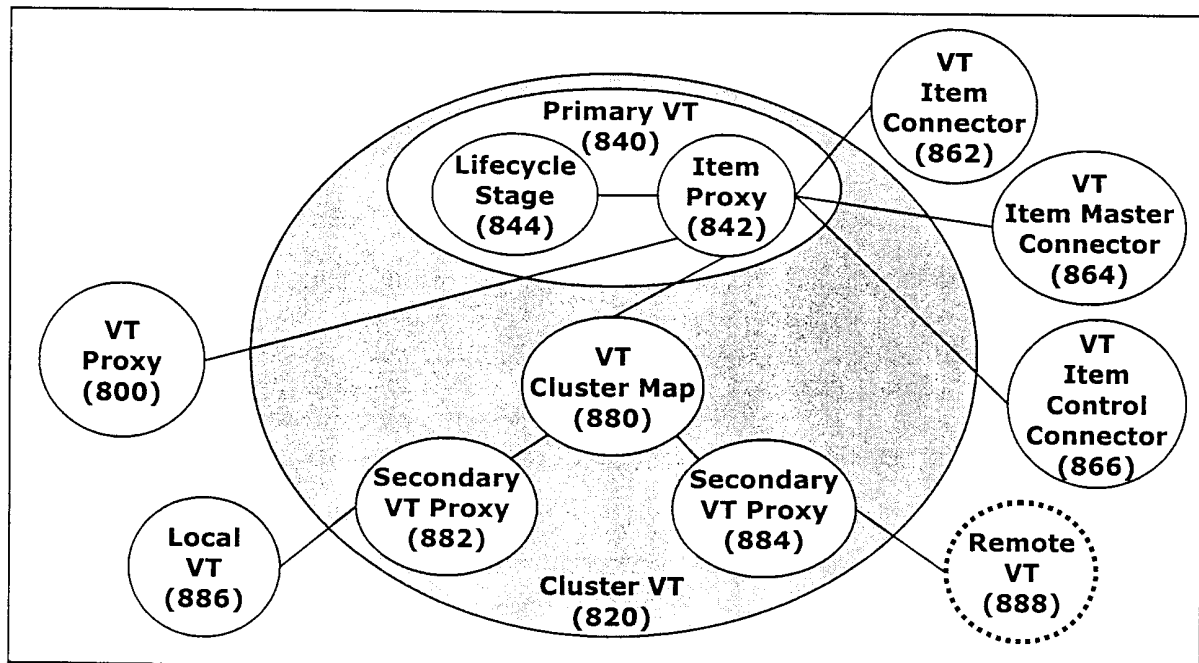 VT
Item
Connector
(862)
Primary VT
(840)
Lifecycle
Stage
(844)
Item
Proxy
(842)
VT
Item Master
Connector
(864)
VT
Proxy
(800)
VT
Cluster Map
(880)
VT
Item
Control
Connector
(866)
Secondary
VT Proxy
(882)
Secondary
VT Proxy
(884)
Local
VT
(886)
Remote
VT
(888)
Cluster VT
(820)